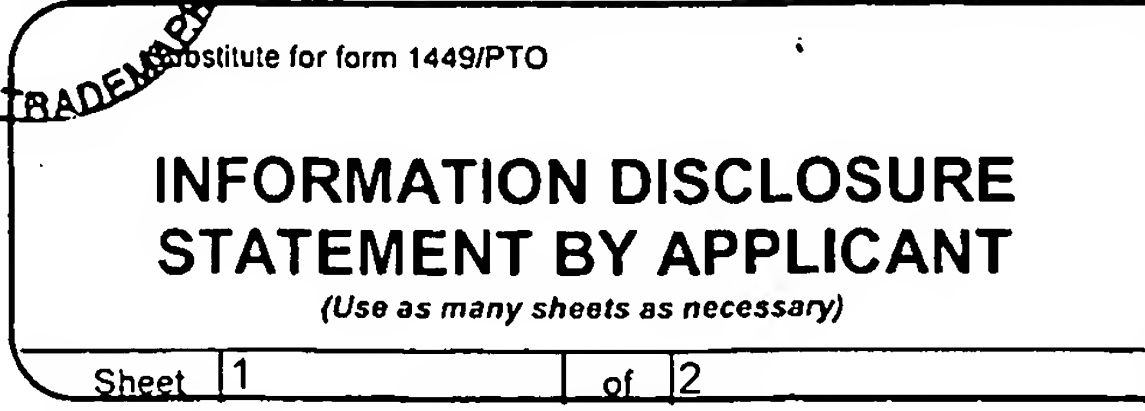 Substitute for form 1449/PTO
TRADEMARK
INFORMATION DISCLOSURE
STATEMENT BY APPLICANT
(Use as many sheets as necessary)
Sheet 1 of 2